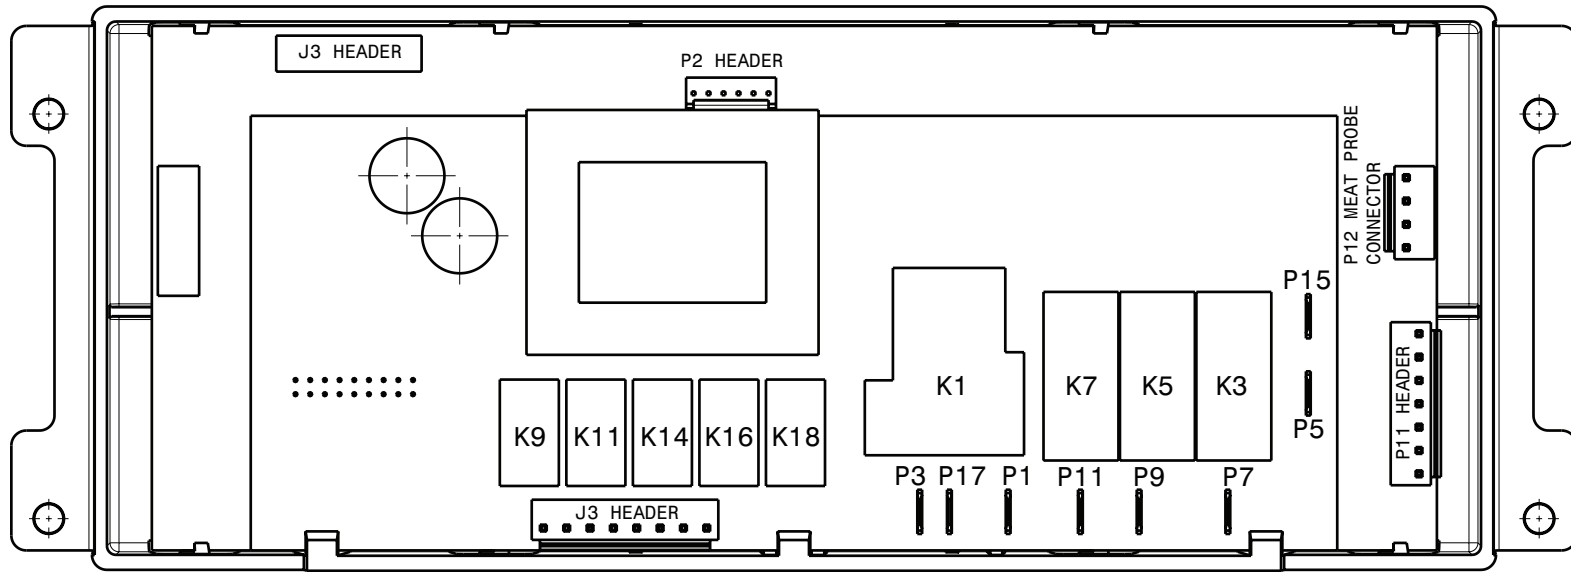 J3 HEADER
P2 HEADER
P12 MEAT PROBE
CONNECTOR
P15
K1
K7
K5
K3
P11 HEADER
P5
K9
K11
K14
K16
K18
P3
P17
P1
P11
P9
P7
J3 HEADER